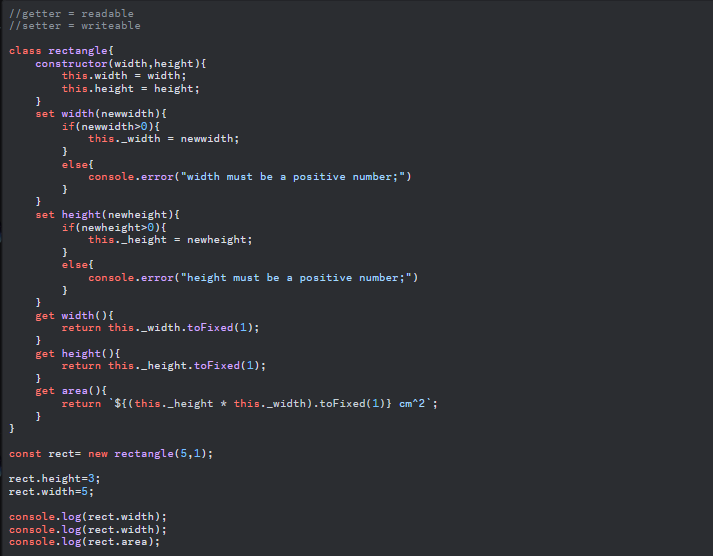 //getter = readable
//setter = writeable
class rectangle{
    constructor(width,height){
        this.width = width;
        this.height = height;
    }
    set width(newwidth){
        if(newwidth>0){
            this._width = newwidth;
        }
        else{
            console.error("width must be a positive number;")
        }
    }
    set height(newheight){
        if(newheight>0){
            this._height = newheight;
        }
        else{
            console.error("height must be a positive number;")
        }
    }
    get width(){
        return this._width.toFixed(1);
    }
    get height(){
        return this._height.toFixed(1);
    }
    get area(){
        return `${(this._height * this._width).toFixed(1)} cm^2`;
    }
}
const rect= new rectangle(5,1);
rect.height=3;
rect.width=5;
console.log(rect.width);
console.log(rect.width);
console.log(rect.area);